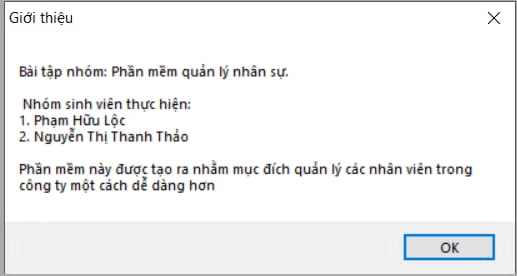 Giới thiệu
Bài tập nhóm: Phần mềm quản lý nhân sự.
Nhóm sinh viên thực hiện:
1. Phạm Hữu Lộc
2. Nguyễn Thị Thanh Thảo
Phần mềm này được tạo ra nhằm mục đích quản lý các nhân viên trong
công ty một cách dễ dàng hơn
OK